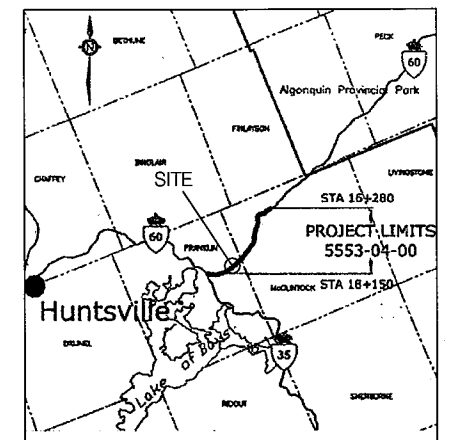 PECK
60
N
BETHUNE
Algonquin Provincial Park
FINLAYSON
SINCLAIR
LIVINGSTONE
CHAFFEY
SITE
STA 16+280
60
FRANKLIN
PROJECT LIMITS
5553-04-00
McCLINTOCK
STA 18+150
Huntsville
Lake of Bays
35
RIDOUT
SHERBORNE